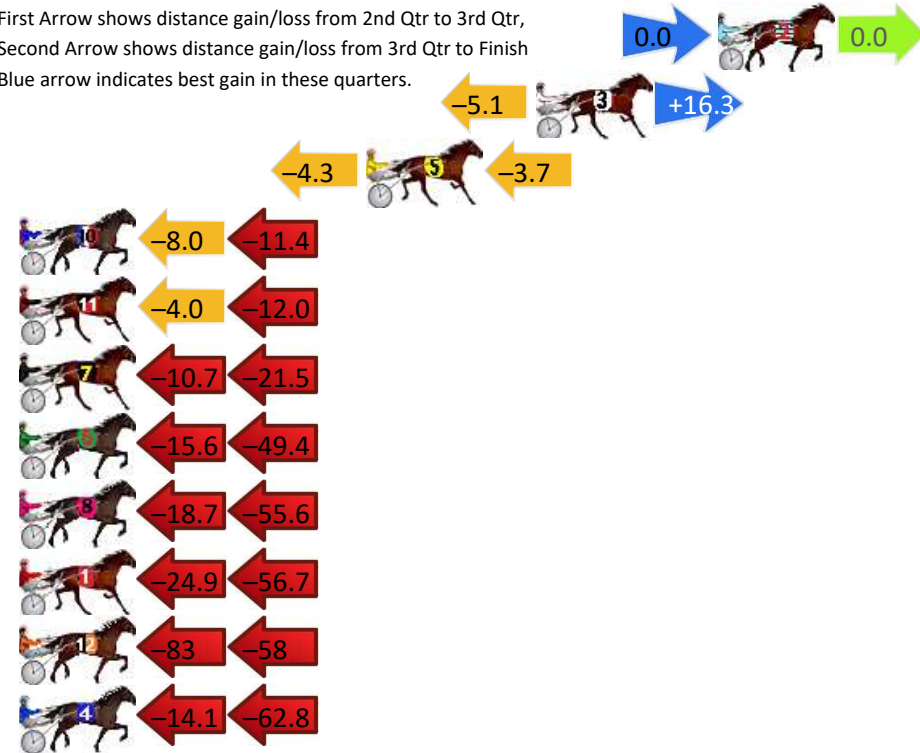 First Arrow shows distance gain/loss from 2nd Qtr to 3rd Qtr,
Second Arrow shows distance gain/loss from 3rd Qtr to Finish
Blue arrow indicates best gain in these quarters.
0.0 2 0.0
–5.1 3 +16.3
–4.3 5 –3.7
10 –8.0 –11.4
11 –4.0 –12.0
7 –10.7 –21.5
6 –15.6 –49.4
8 –18.7 –55.6
1 –24.9 –56.7
12 –83 –58
4 –14.1 –62.8